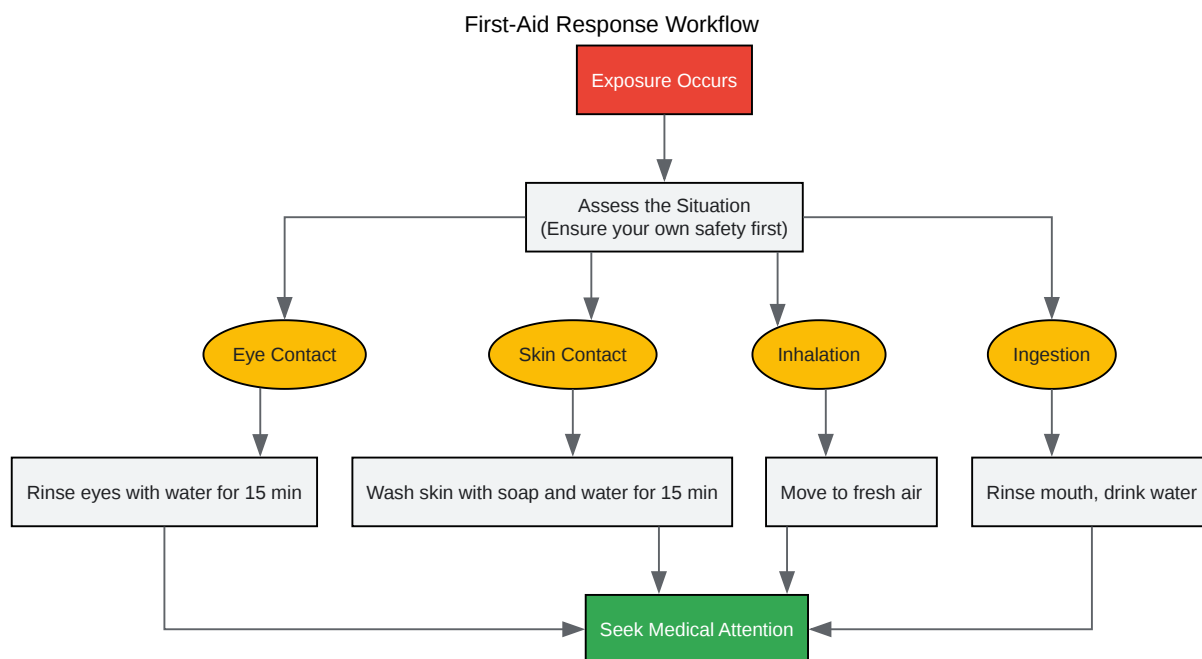 First-Aid Response Workflow
Exposure Occurs
Assess the Situation
(Ensure your own safety first)
Eye Contact
Skin Contact
Inhalation
Ingestion
Rinse eyes with water for 15 min
Wash skin with soap and water for 15 min
Move to fresh air
Rinse mouth, drink water
Seek Medical Attention